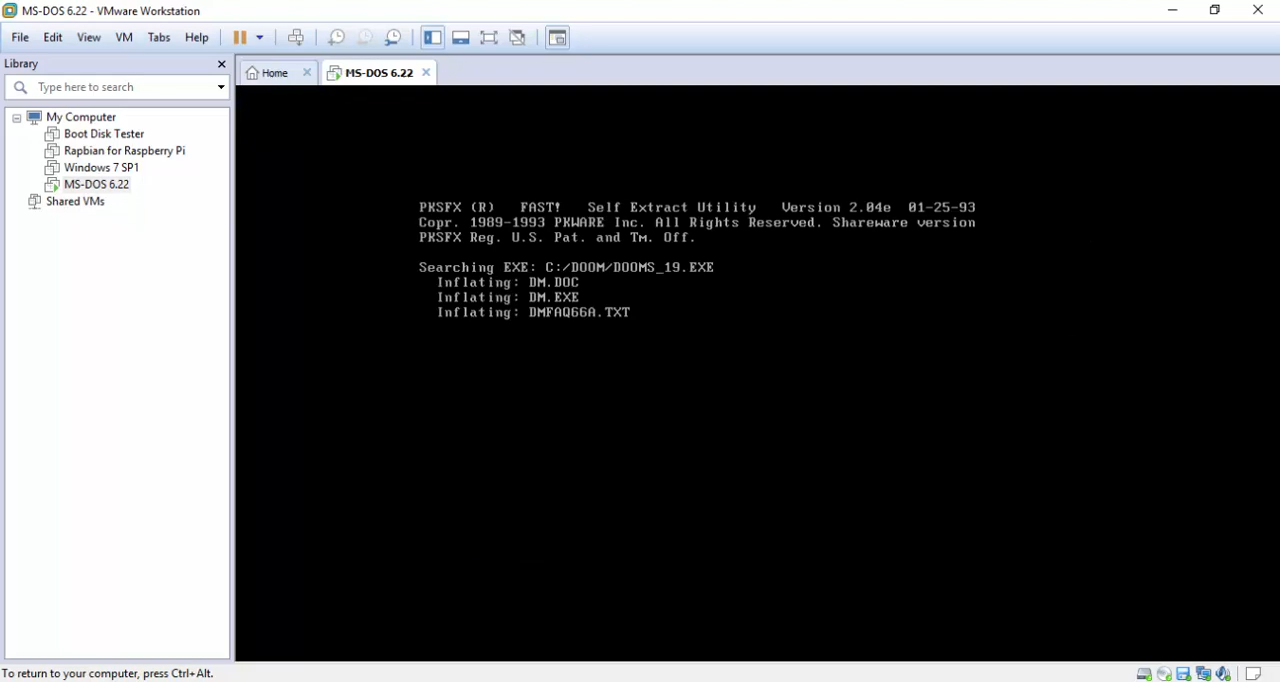 MS-DOS 6.22 - VMware Workstation
File Edit View VM Tabs Help
Library
Home
MS-DOS 6.22
Type here to search
My Computer
Boot Disk Tester
Rapbian for Raspberry Pi
Windows 7 SP1
MS-DOS 6.22
Shared VMs
PKSFX (R) FAST! Self Extract Utility Version 2.04e 01-25-93
Copr. 1989-1993 PKWARE Inc. All Rights Reserved. Shareware version
PKSFX Reg. U.S. Pat. and Tm. Off.
Searching EXE: C:/DOOM/DOOMS_19.EXE
Inflating: DM.DOC
Inflating: DM.EXE
Inflating: DMFAQ66A.TXT
To return to your computer, press Ctrl+Alt.